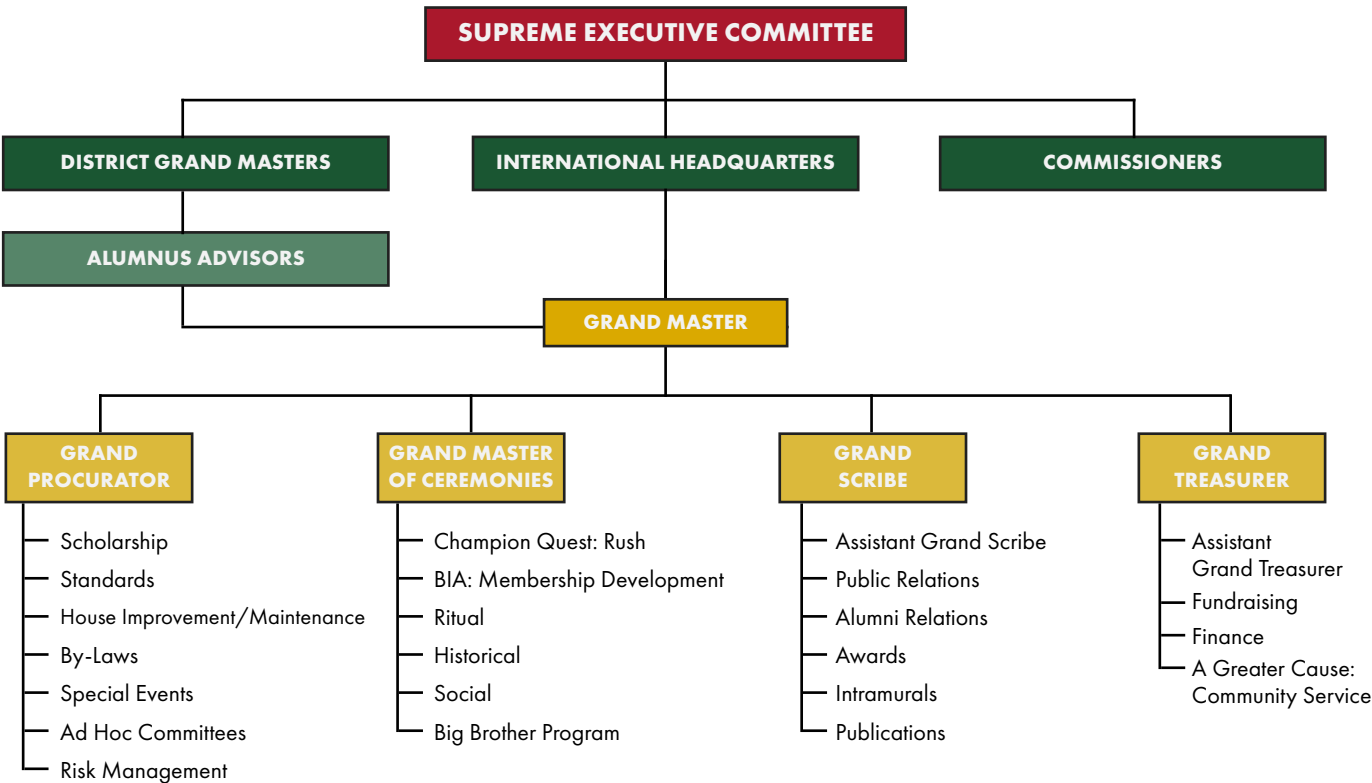 SUPREME EXECUTIVE COMMITTEE
DISTRICT GRAND MASTERS
INTERNATIONAL HEADQUARTERS
COMMISSIONERS
ALUMNUS ADVISORS
GRAND MASTER
GRAND
PROCURATOR
Scholarship
Standards
House Improvement/Maintenance
By-Laws
Special Events
Ad Hoc Committees
Risk Management
GRAND MASTER
OF CEREMONIES
Champion Quest: Rush
BIA: Membership Development
Ritual
Historical
Social
Big Brother Program
GRAND
SCRIBE
Assistant Grand Scribe
Public Relations
Alumni Relations
Awards
Intramurals
Publications
GRAND
TREASURER
Assistant
Grand Treasurer
Fundraising
Finance
A Greater Cause:
Community Service